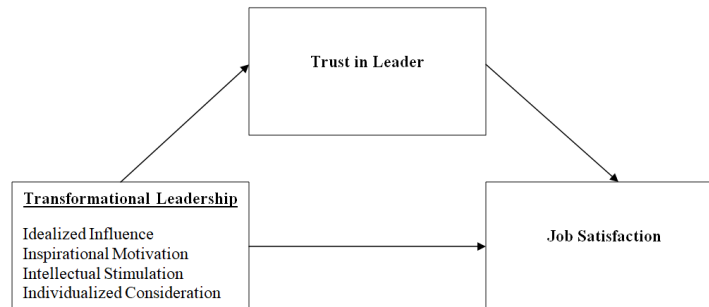 Trust in Leader
Transformational Leadership
Idealized Influence
Inspirational Motivation
Intellectual Stimulation
Individualized Consideration
Job Satisfaction